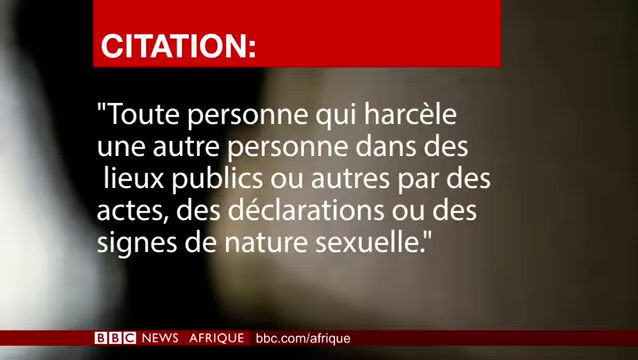 CITATION:
"Toute personne qui harcèle
une autre personne dans des
lieux publics ou autres par des
actes, des déclarations ou des
signes de nature sexuelle."
BBC NEWS AFRIQUE bbc.com/afrique